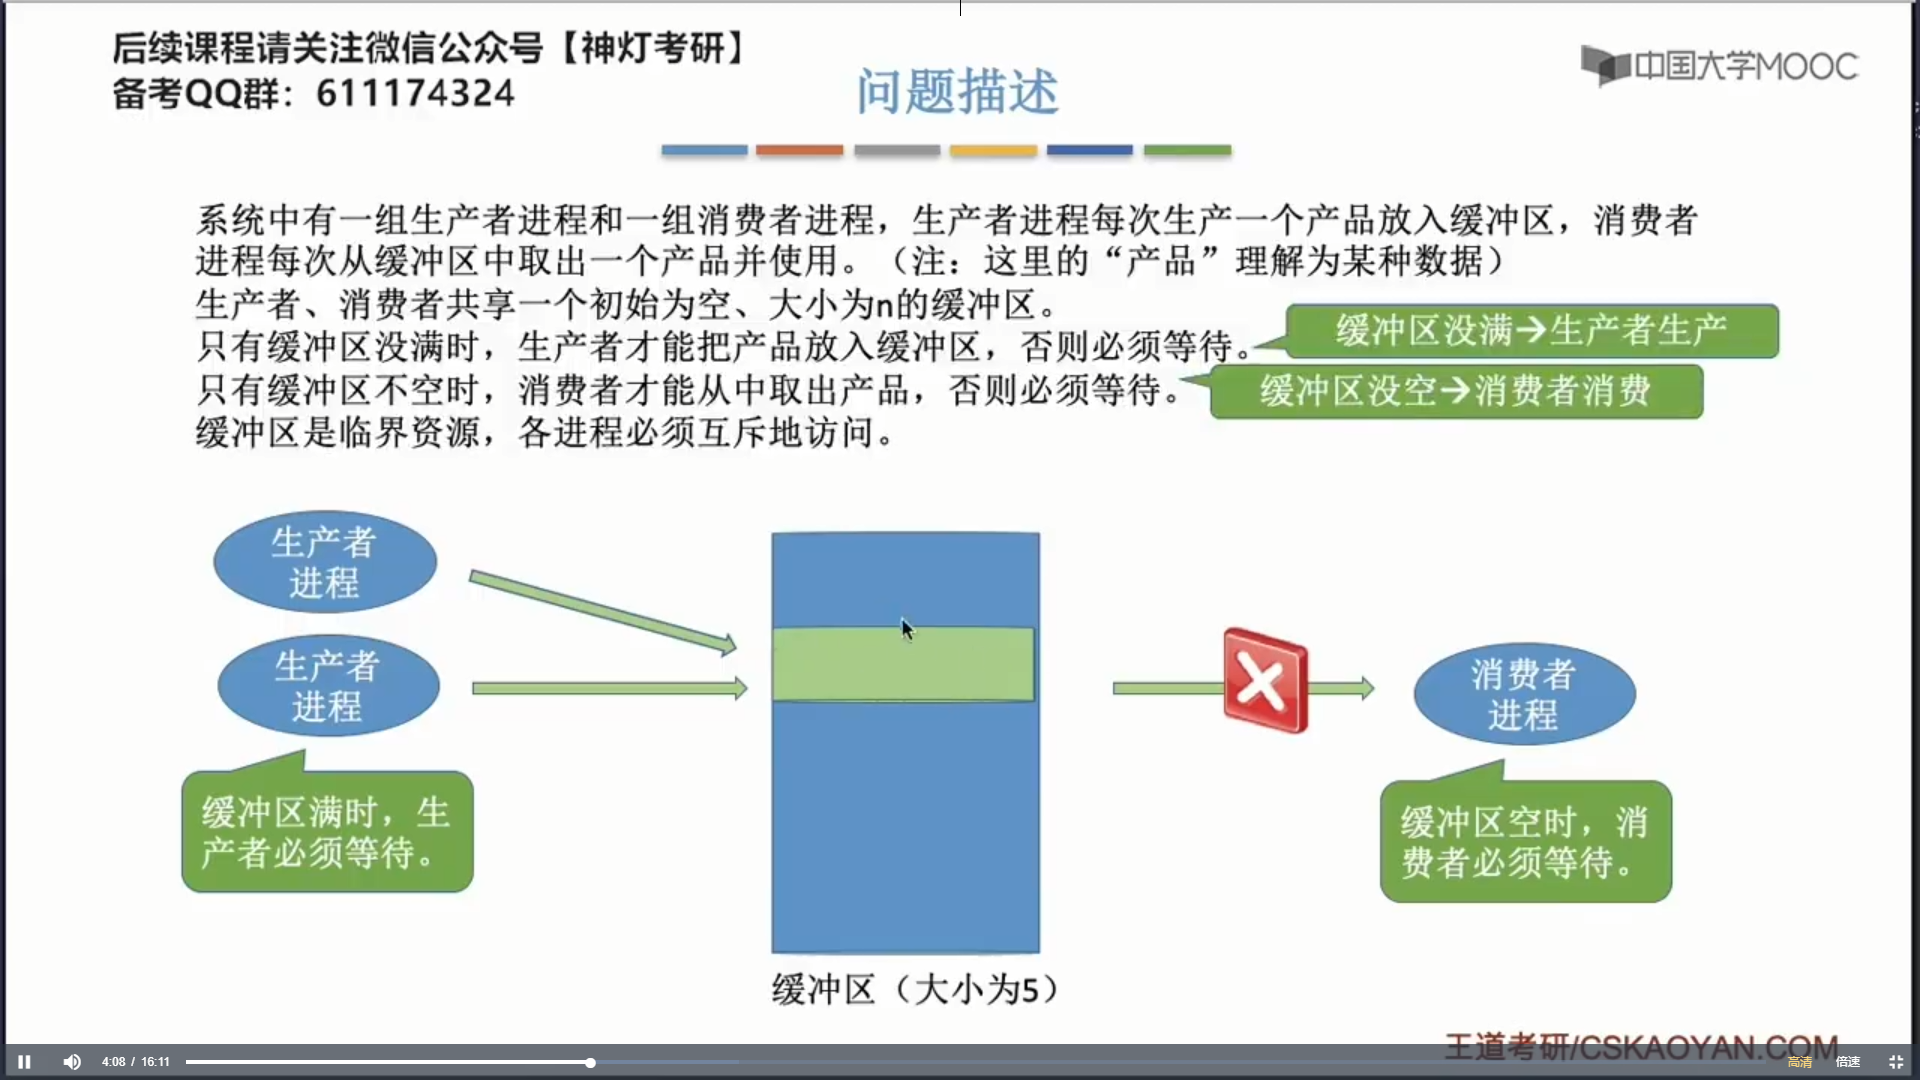 后续课程请关注微信公众号【神灯考研】
备考QQ群：611174324
中国大学MOOC
问题描述
系统中有一组生产者进程和一组消费者进程，生产者进程每次生产一个产品放入缓冲区，消费者
进程每次从缓冲区中取出一个产品并使用。（注：这里的“产品”理解为某种数据）
生产者、消费者共享一个初始为空、大小为n的缓冲区。
只有缓冲区没满时，生产者才能把产品放入缓冲区，否则必须等待。
缓冲区没满→生产者生产
只有缓冲区不空时，消费者才能从中取出产品，否则必须等待。
缓冲区没空→消费者消费
缓冲区是临界资源，各进程必须互斥地访问。
生产者
进程
生产者
进程
消费者
进程
缓冲区满时，生
产者必须等待。
缓冲区空时，消
费者必须等待。
缓冲区（大小为5）
王道考研/CSKAOYAN.COM
4:08 / 16:11
高清
倍速